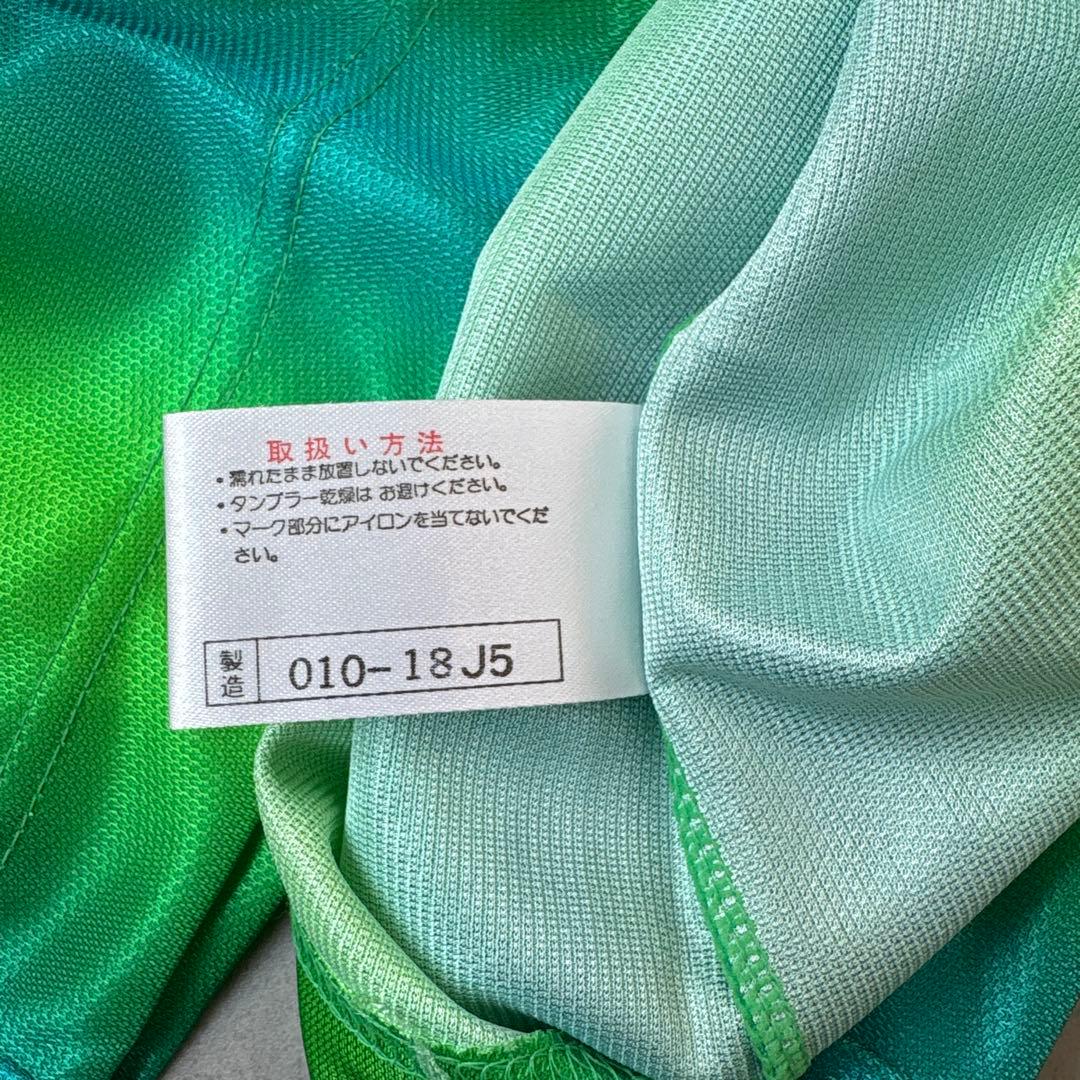 取扱い方法
・濡れたまま放置しないでください。
・タンブラー乾燥は お避けください。
・マーク部分にアイロンを当てないでくだ
さい。
製造 010-18J5